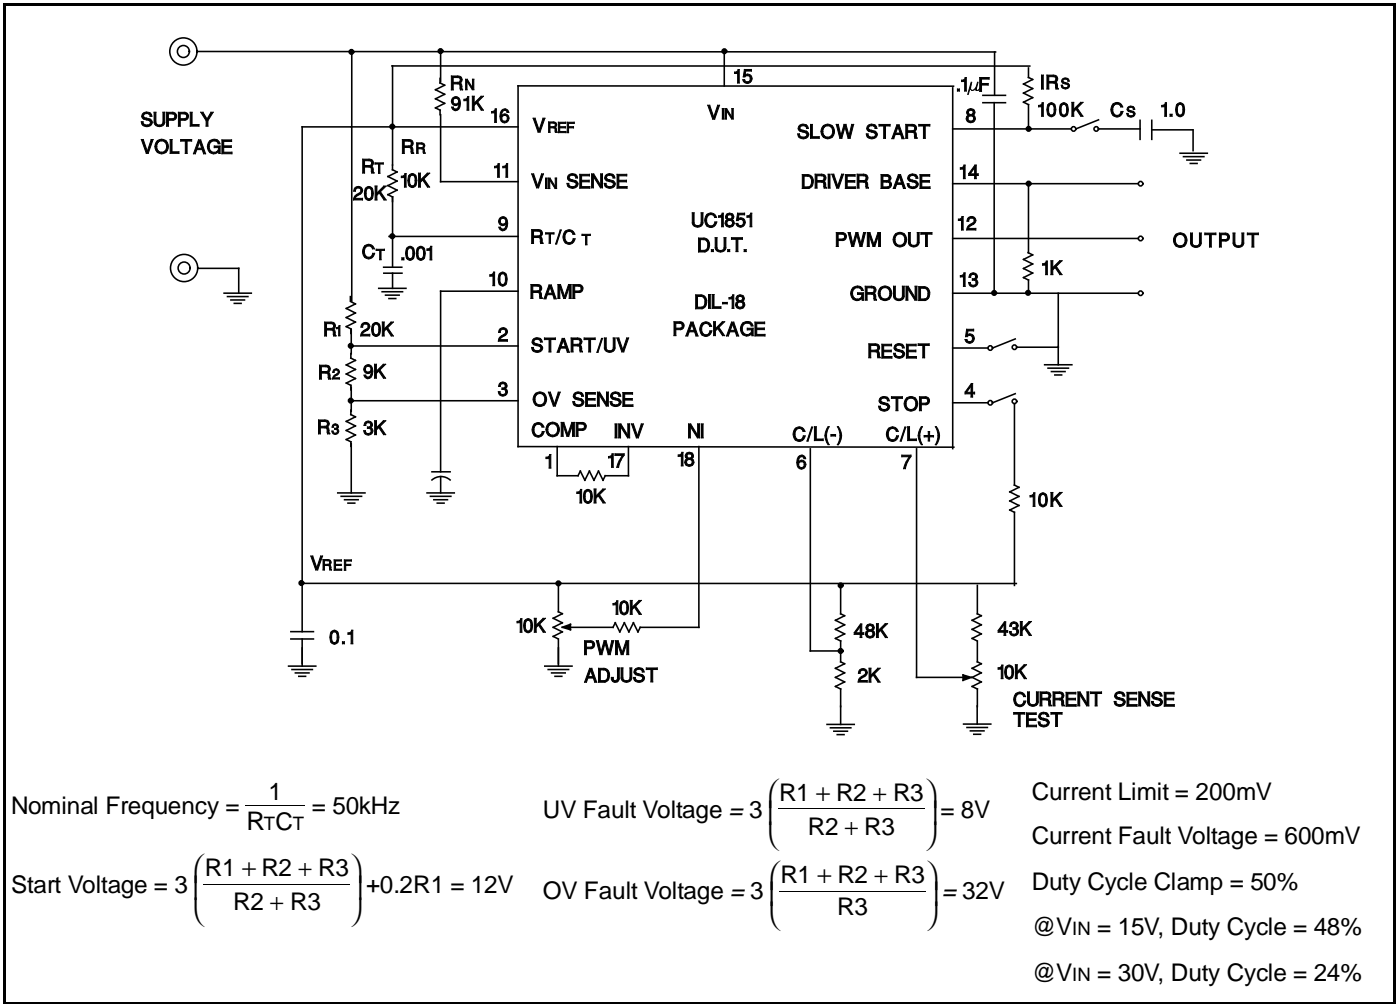 SUPPLY
VOLTAGE
RN
91K
16
VREF
RR
10K
RT
20K
11
VIN SENSE
9
RT/C T
CT .001
10
RAMP
R1 20K
2
START/UV
R2 9K
3
OV SENSE
R3 3K
COMP INV NI
1 17 18
10K
C/L(-) C/L(+)
6 7
15
VIN
UC1851
D.U.T.
DIL-18
PACKAGE
.1µF
IRS
100K
CS 1.0
8
SLOW START
14
DRIVER BASE
12
PWM OUT
OUTPUT
1K
13
GROUND
5
RESET
4
STOP
10K
VREF
0.1
10K
10K
PWM
ADJUST
48K
2K
43K
10K
CURRENT SENSE
TEST
Nominal Frequency = 1 / RTCT = 50kHz
Start Voltage = 3 ( R1 + R2 + R3 / R2 + R3 ) +0.2R1 = 12V
UV Fault Voltage = 3 ( R1 + R2 + R3 / R2 + R3 ) = 8V
OV Fault Voltage = 3 ( R1 + R2 + R3 / R3 ) = 32V
Current Limit = 200mV
Current Fault Voltage = 600mV
Duty Cycle Clamp = 50%
@VIN = 15V, Duty Cycle = 48%
@VIN = 30V, Duty Cycle = 24%